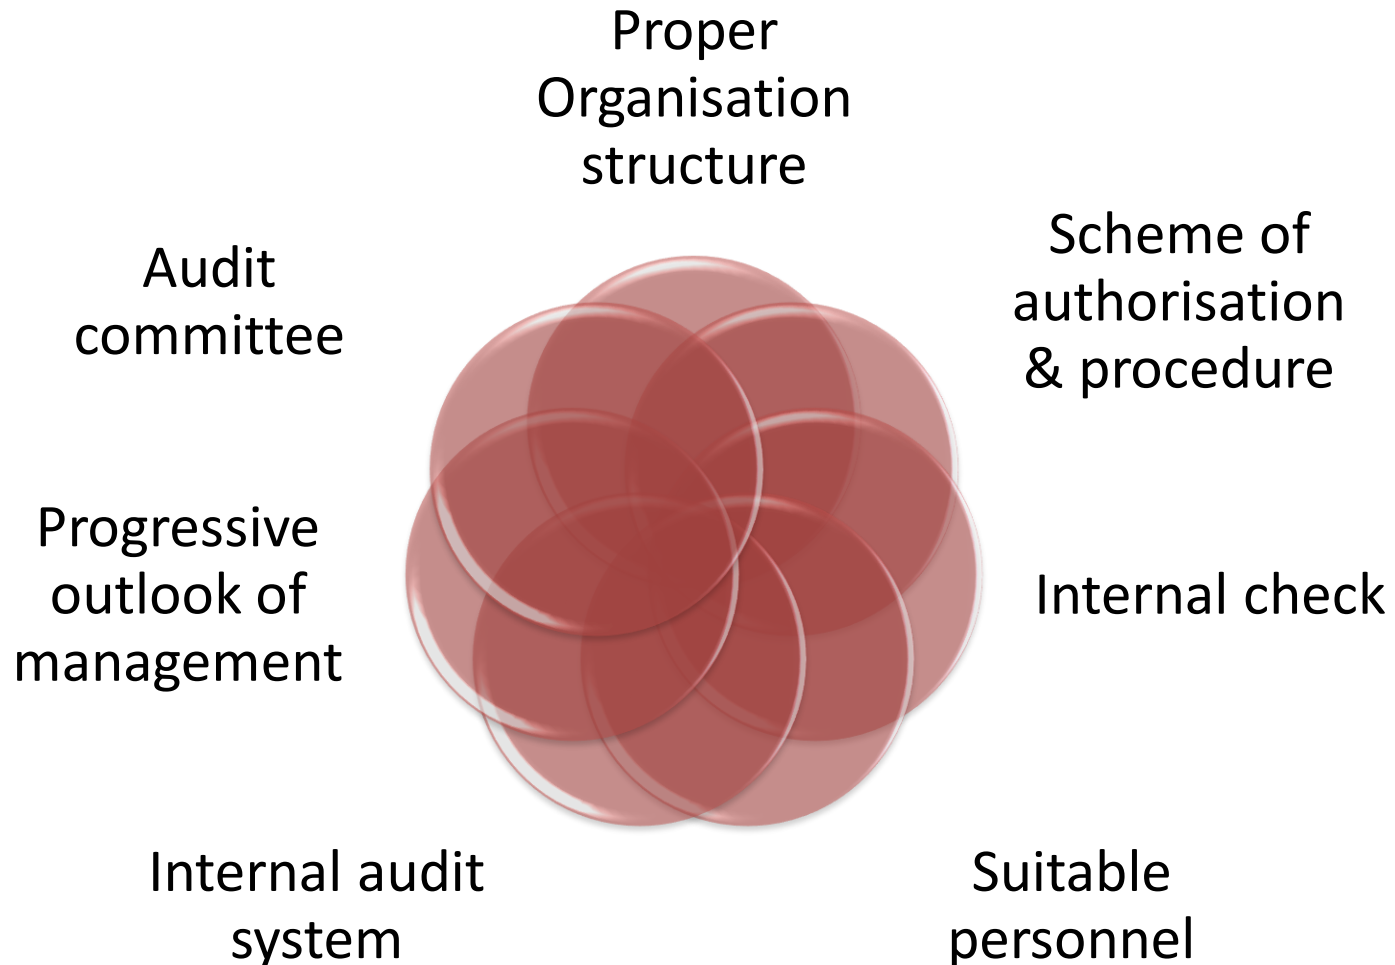 Proper
Organisation
structure
Scheme of
authorisation
& procedure
Internal check
Suitable
personnel
Internal audit
system
Progressive
outlook of
management
Audit
committee